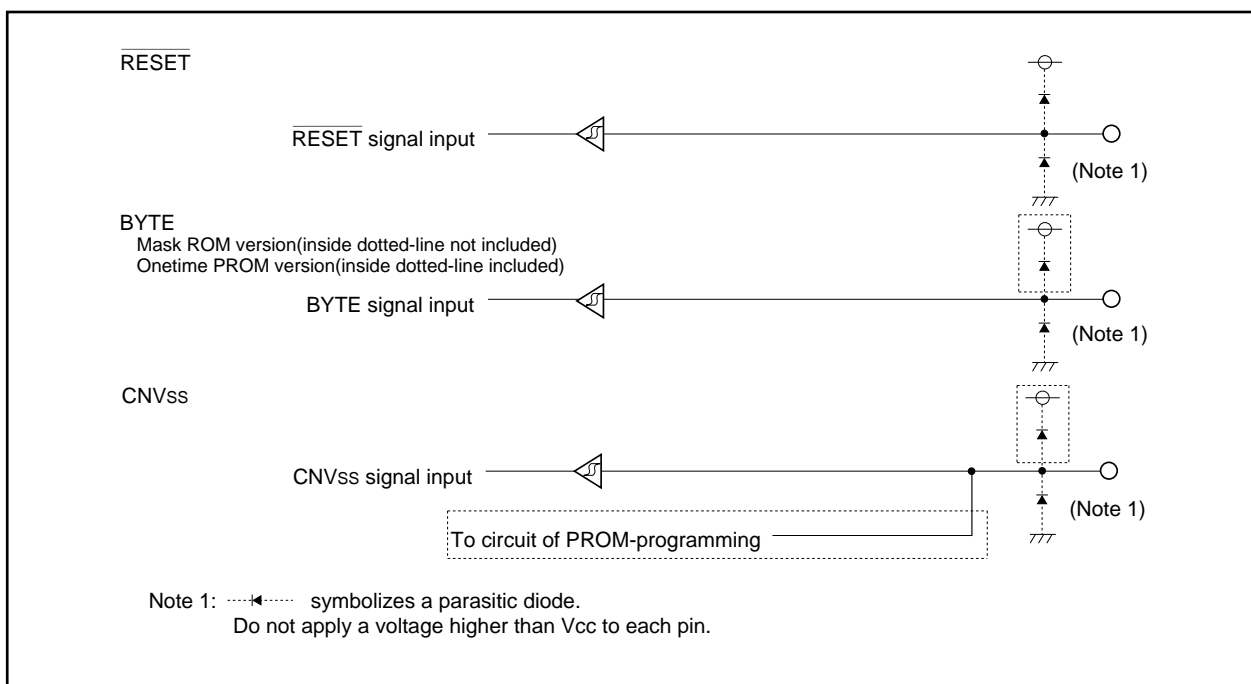 RESET
RESET signal input
(Note 1)
BYTE
Mask ROM version(inside dotted-line not included)
Onetime PROM version(inside dotted-line included)
BYTE signal input
(Note 1)
CNVss
CNVss signal input
(Note 1)
To circuit of PROM-programming
Note 1: symbolizes a parasitic diode.
Do not apply a voltage higher than Vcc to each pin.